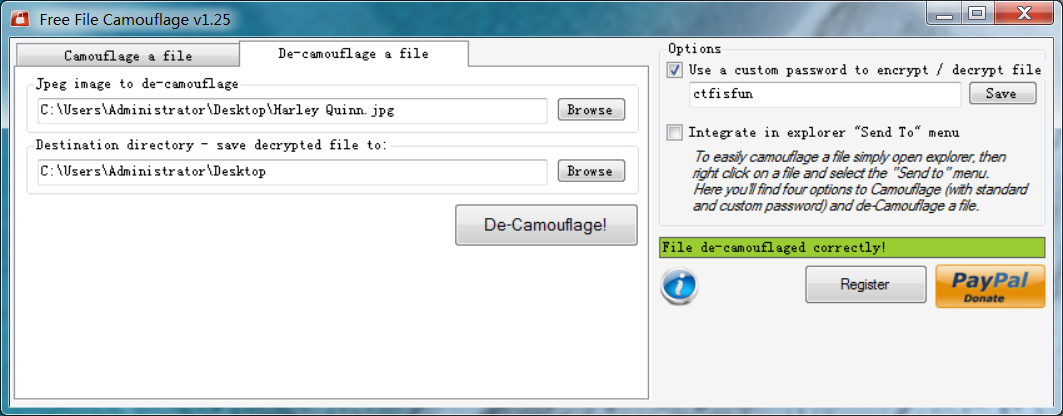 Free File Camouflage v1.25
Camouflage a file
De-camouflage a file
Jpeg image to de-camouflage
C:\Users\Administrator\Desktop\Harley Quinn.jpg
Browse
Destination directory - save decrypted file to:
C:\Users\Administrator\Desktop
Browse
De-Camouflage!
Options
Use a custom password to encrypt / decrypt file
ctfisfun
Save
Integrate in explorer "Send To" menu
To easily camouflage a file simply open explorer, then
right click on a file and select the "Send to" menu.
Here you'll find four options to Camouflage (with standard
and custom password) and de-Camouflage a file.
File de-camouflaged correctly!
Register
PayPal
Donate